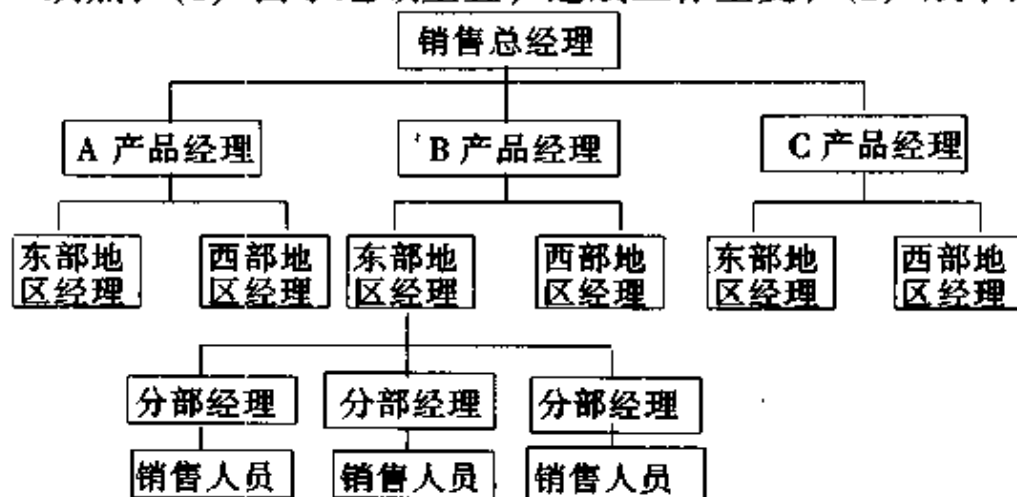 销售总经理
A 产品经理
B 产品经理
C 产品经理
东部地
区经理
西部地
区经理
东部地
区经理
西部地
区经理
东部地
区经理
西部地
区经理
分部经理
分部经理
分部经理
销售人员
销售人员
销售人员